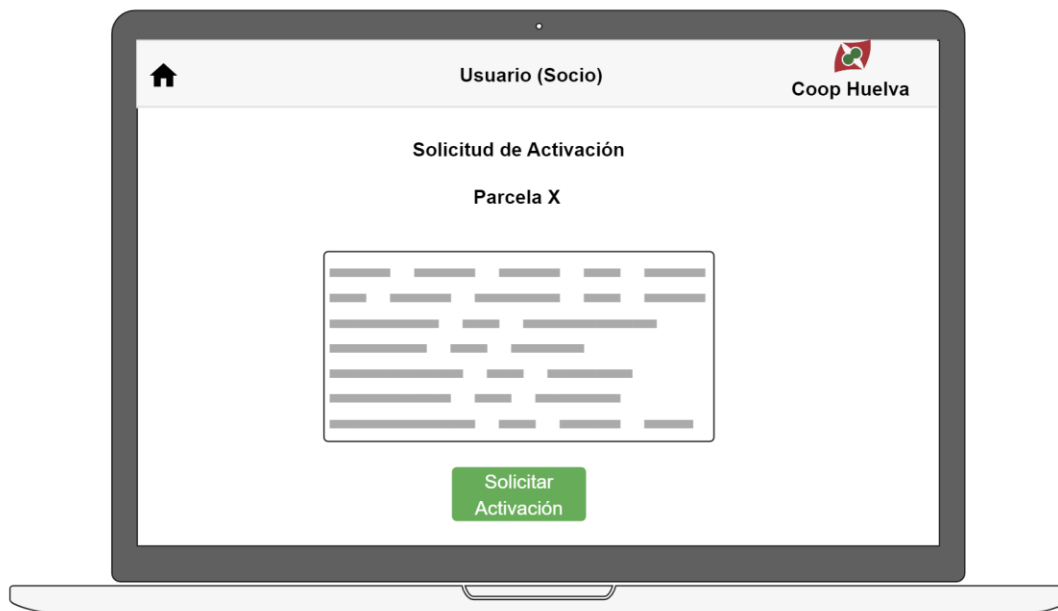 Usuario (Socio)
Coop Huelva
Solicitud de Activación
Parcela X
Solicitar
Activación